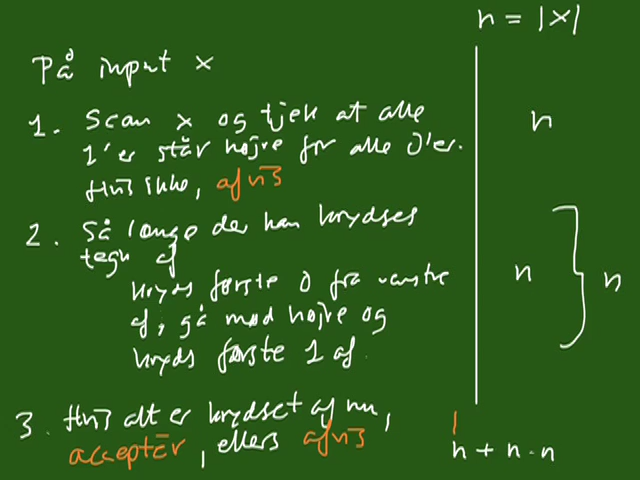 n = |x|
På input x
1. Scan x og tjek at alle
1'er står højre for alle 0'er.
Hvis ikke, afvis
n
2. Så længe der kan krydses
tegn af
kryds første 0 fra venstre
af, gå mod højre og
kryds første 1 af.
n } n
3. Hvis alt er krydset af nu,
accepter, ellers afvis
n + n · n